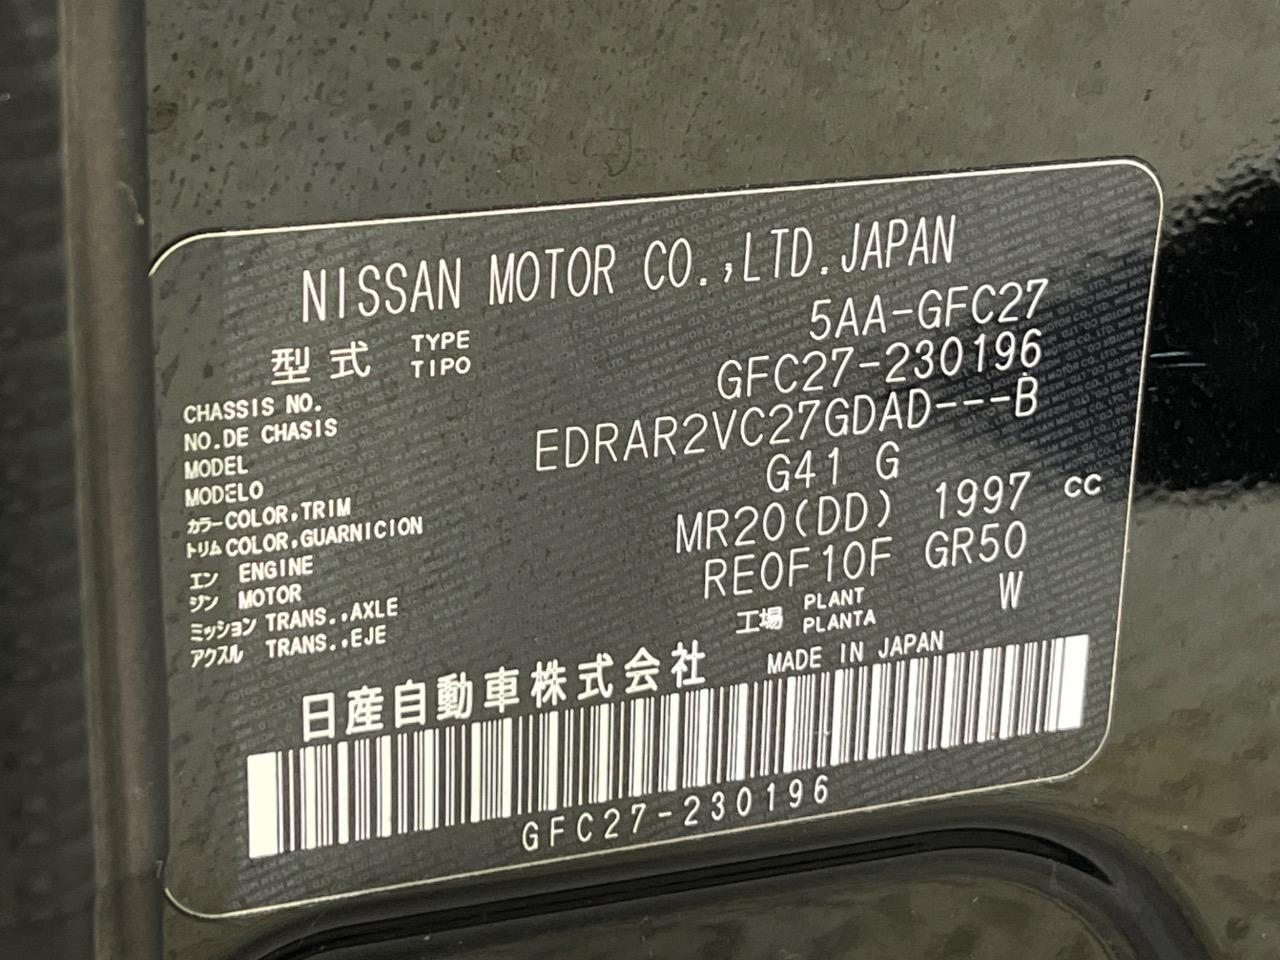 NISSAN MOTOR CO.,LTD.JAPAN
型式 TYPE 5AA-GFC27
TIPO
CHASSIS NO. GFC27-230196
NO.DE CHASIS
MODEL EDRAR2VC27GDAD---B
MODELO
カラー COLOR,TRIM G41 G
トリム COLOR,GUARNICION
エン ENGINE MR20(DD) 1997 cc
ジン MOTOR
ミッション TRANS.,AXLE RE0F10F GR50
アクスル TRANS.,EJE
工場 PLANT W
PLANTA
日産自動車株式会社 MADE IN JAPAN
GFC27-230196